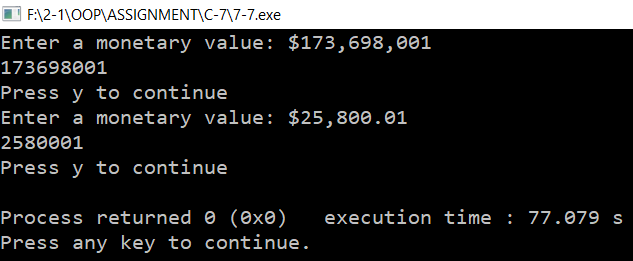 F:\2-1\OOP\ASSIGNMENT\C-7\7-7.exe
Enter a monetary value: $173,698,001
173698001
Press y to continue
Enter a monetary value: $25,800.01
2580001
Press y to continue
Process returned 0 (0x0)   execution time : 77.079 s
Press any key to continue.